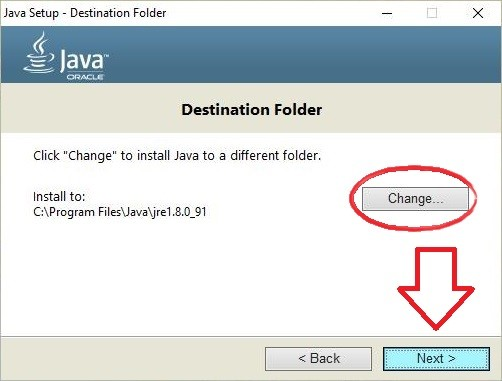 Java Setup - Destination Folder
Java
ORACLE
Destination Folder
Click "Change" to install Java to a different folder.
Install to:
Change...
C:\Program Files\Java\jre1.8.0_91
< Back
Next >